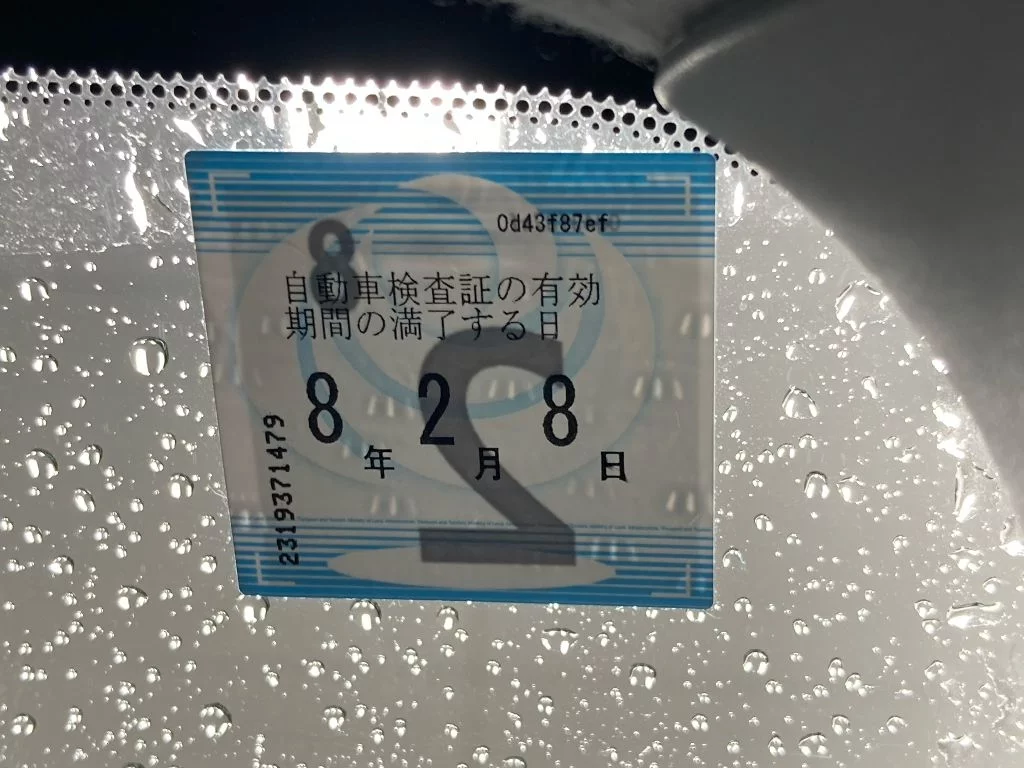 0d43f87ef
自動車検査証の有効
期間の満了する日
8年 2月 8日
2319371479
8
2